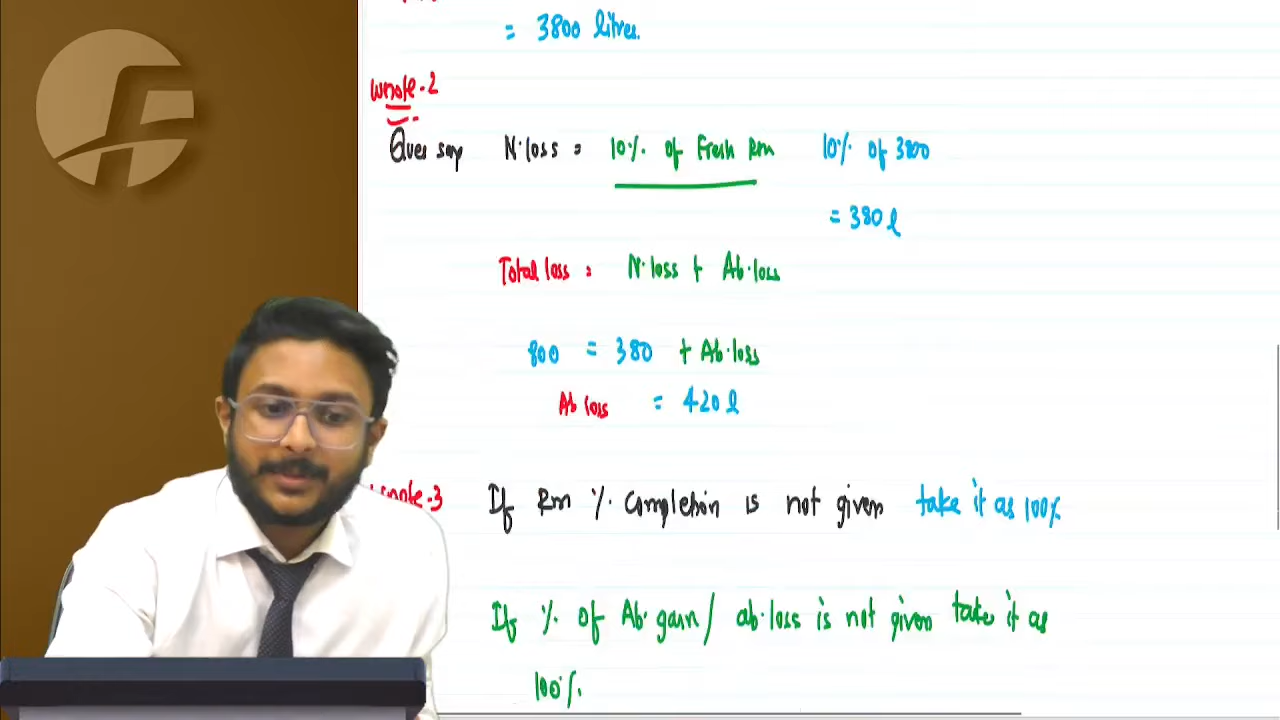 = 3800 litres.
Wnote-2
Ques say N.loss = 10% of Fresh Rm 10% of 3800
= 380 l
Total loss = N.loss + Ab.loss
800 = 380 + Ab.loss
Ab loss = 420 l
note-3 If Rm % Completion is not given take it as 100%
If % of Ab.gain/ ab.loss is not given take it as
100%.